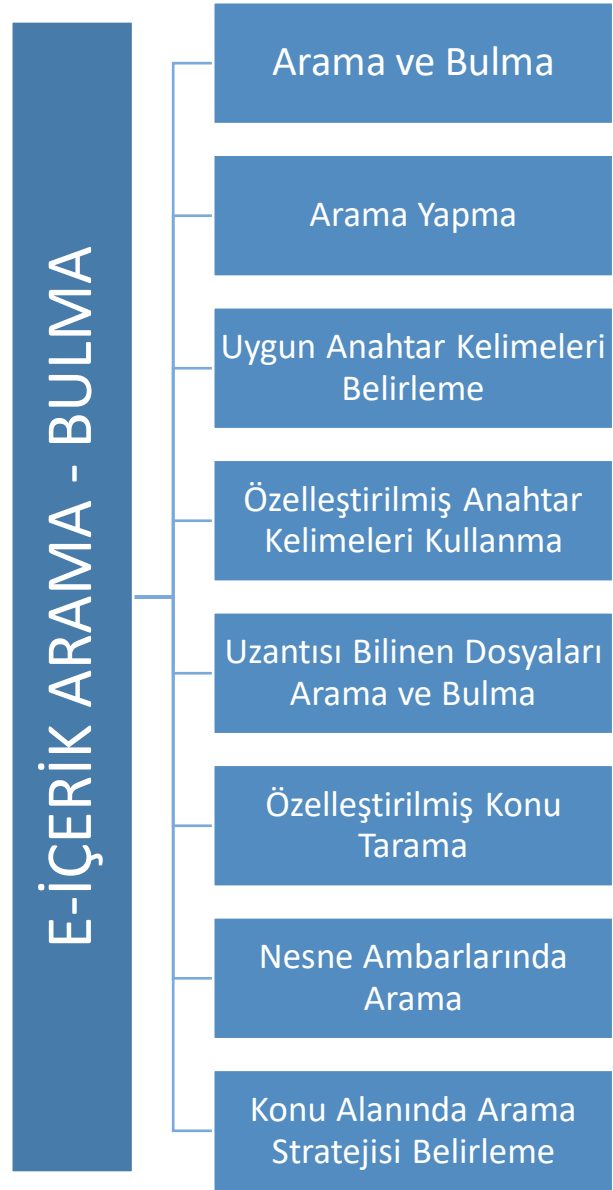 E-İÇERİK ARAMA - BULMA
Arama ve Bulma
Arama Yapma
Uygun Anahtar Kelimeleri
Belirleme
Özelleştirilmiş Anahtar
Kelimeleri Kullanma
Uzantısı Bilinen Dosyaları
Arama ve Bulma
Özelleştirilmiş Konu
Tarama
Nesne Ambarlarında
Arama
Konu Alanında Arama
Stratejisi Belirleme